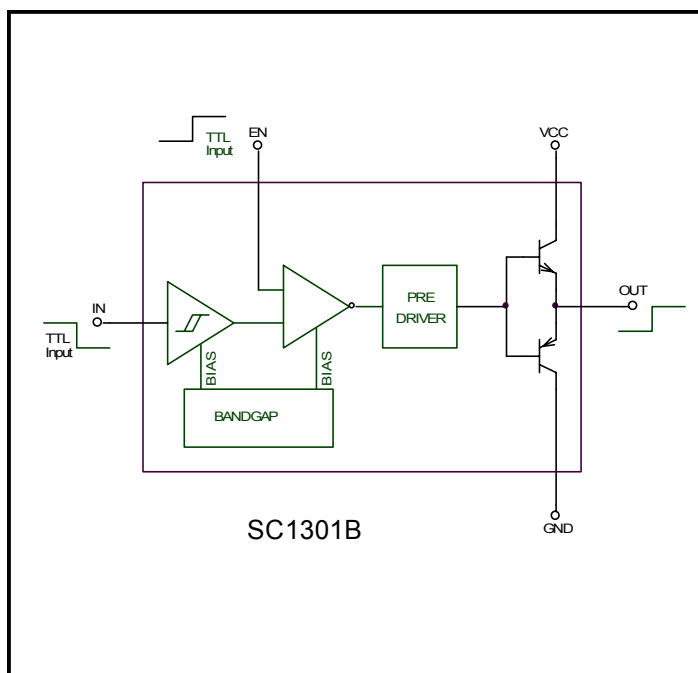 EN
TTL
Input
VCC
IN
TTL
Input
OUT
PRE
DRIVER
BIAS
BIAS
BANDGAP
GND
SC1301B